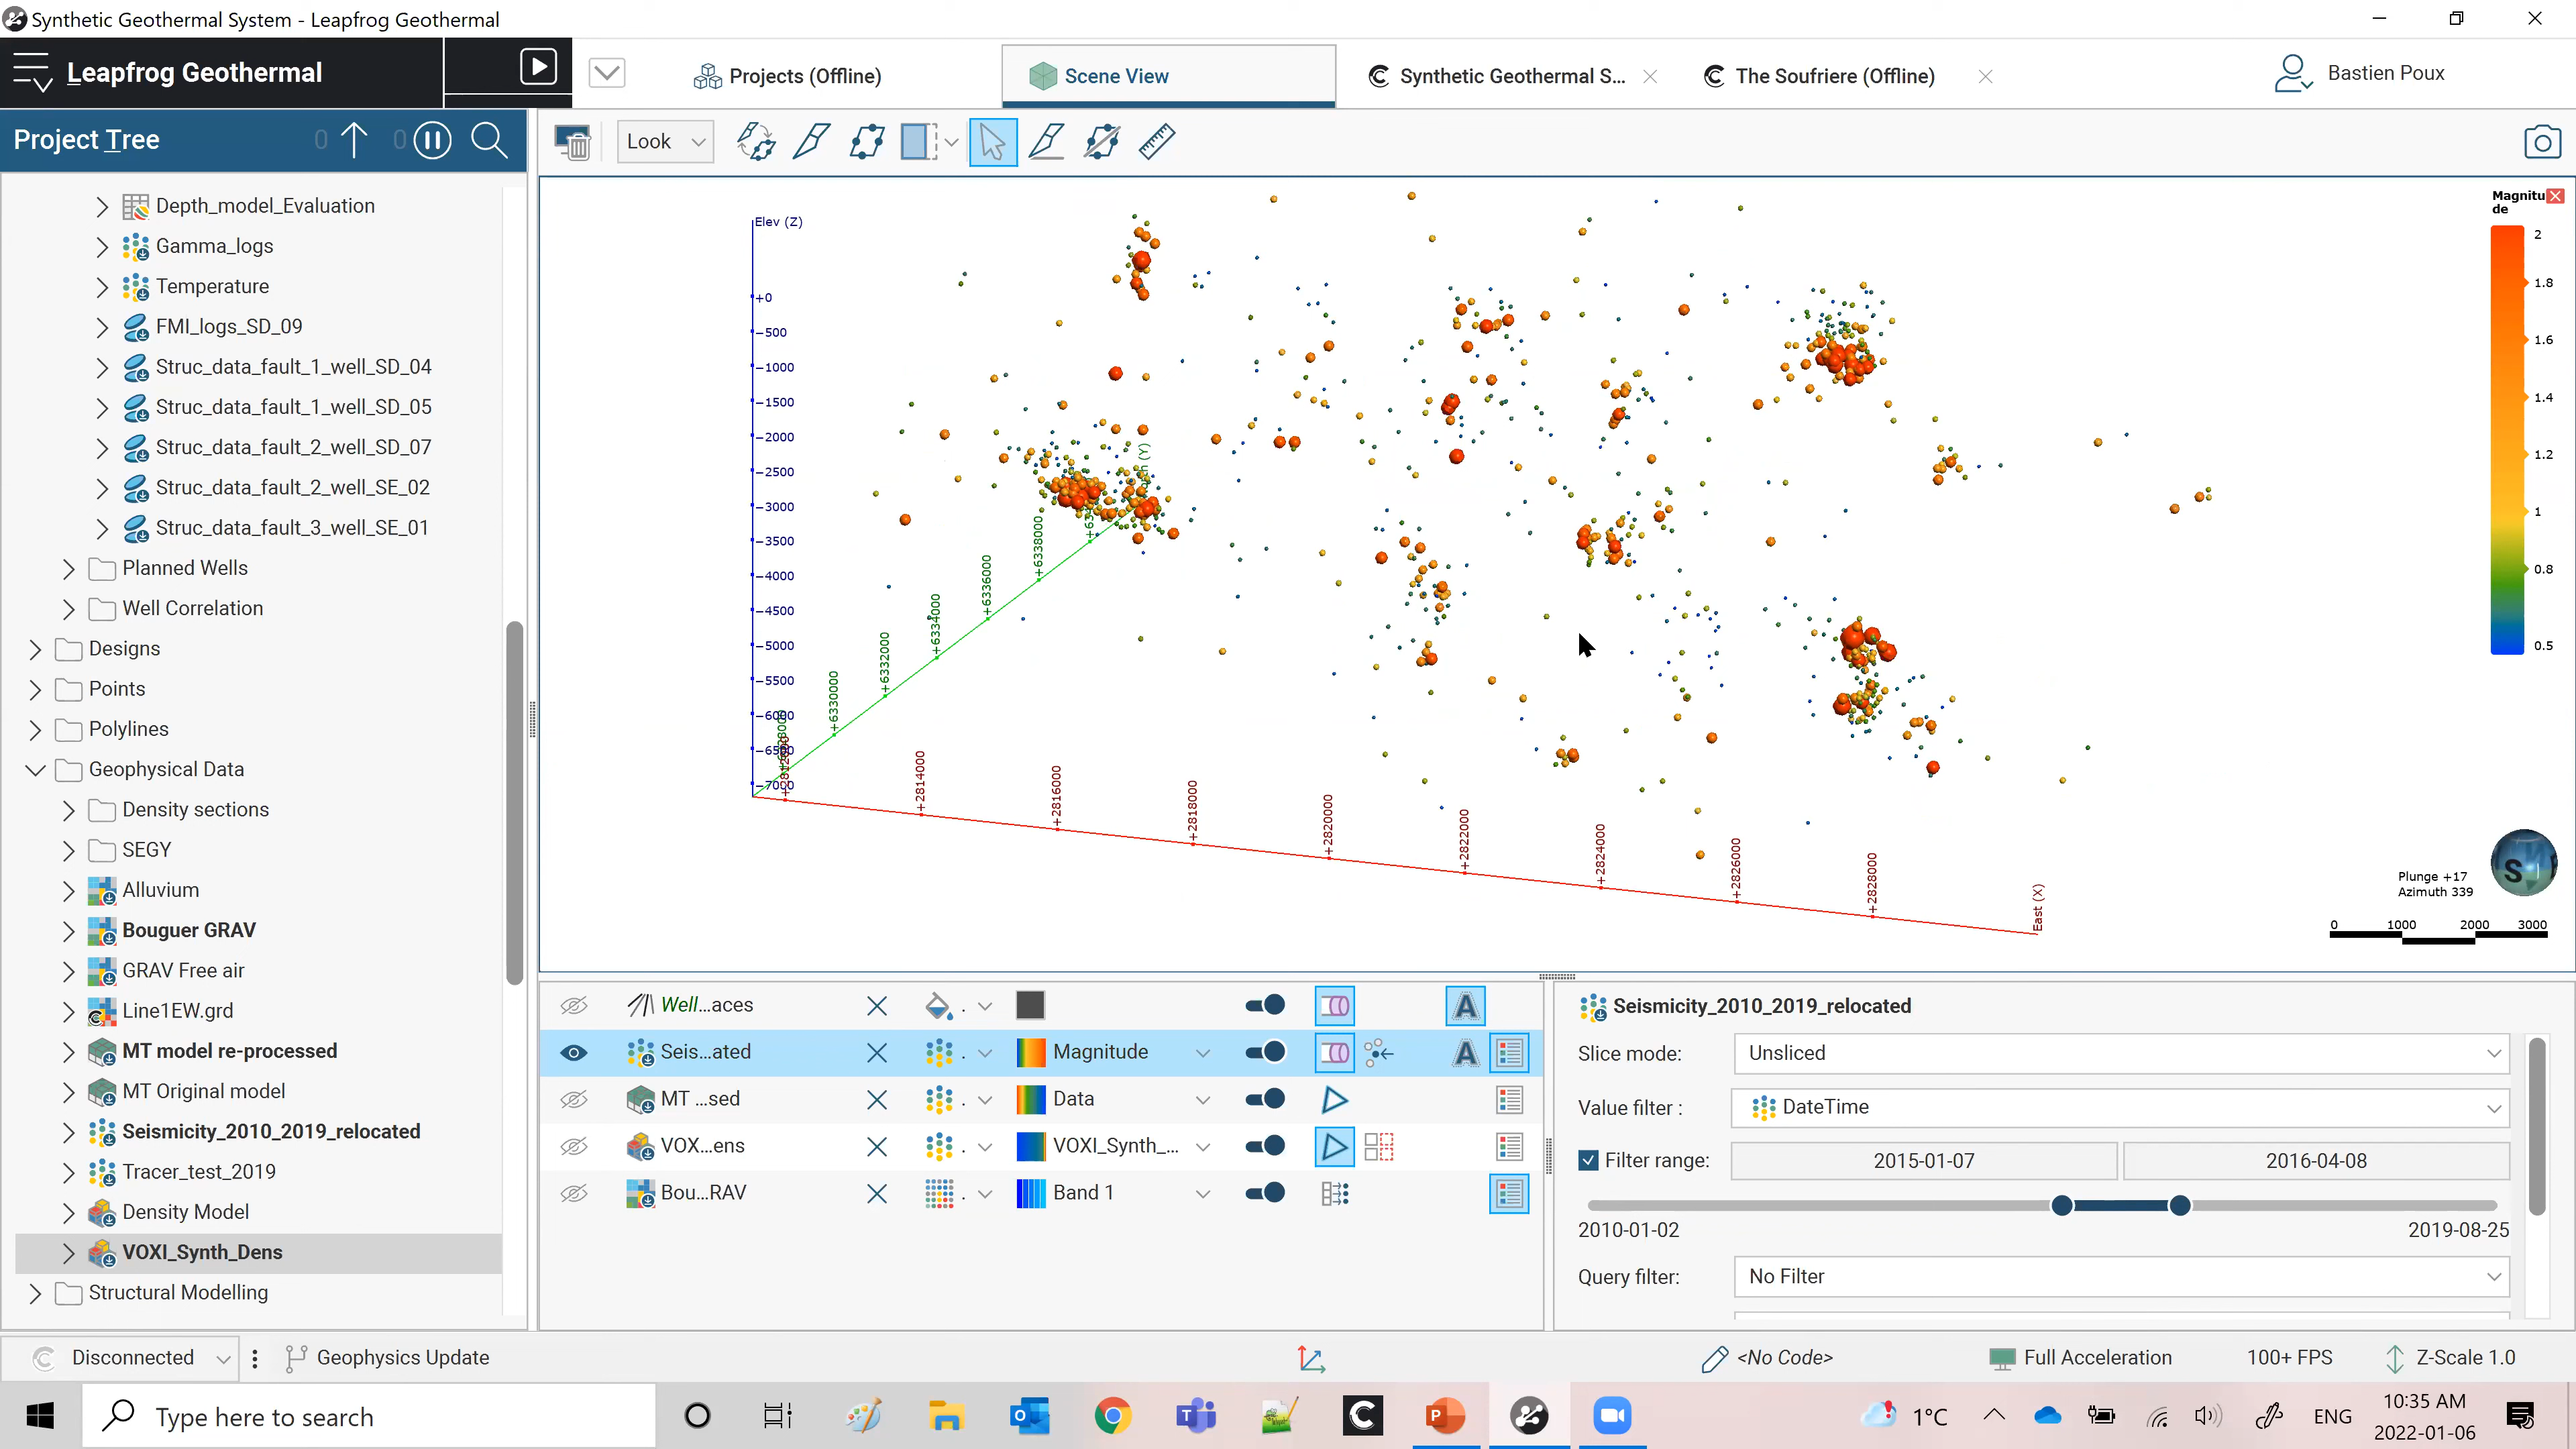 Synthetic Geothermal System - Leapfrog Geothermal
Leapfrog Geothermal
Projects (Offline)
Scene View
Synthetic Geothermal S...
The Soufriere (Offline)
Bastien Poux
Project Tree
0
0
Look
Depth_model_Evaluation
Gamma_logs
Temperature
FMI_logs_SD_09
Struc_data_fault_1_well_SD_04
Struc_data_fault_1_well_SD_05
Struc_data_fault_2_well_SD_07
Struc_data_fault_2_well_SE_02
Struc_data_fault_3_well_SE_01
Planned Wells
Well Correlation
Designs
Points
Polylines
Geophysical Data
Density sections
SEGY
Alluvium
Bouguer GRAV
GRAV Free air
Line1EW.grd
MT model re-processed
MT Original model
Seismicity_2010_2019_relocated
Tracer_test_2019
Density Model
VOXI_Synth_Dens
Structural Modelling
Elev (Z)
+0
-500
-1000
-1500
-2000
-2500
-3000
-3500
-4000
-4500
-5000
-5500
-6000
-6500
-7000
+6330000
+6332000
+6334000
+6336000
+6338000
+2814000
+2816000
+2818000
+2820000
+2822000
+2824000
+2826000
+2828000
East (X)
Magnitu
de
2
1.8
1.6
1.4
1.2
1
0.8
0.5
S
Plunge +17
Azimuth 339
0 1000 2000 3000
Well...aces
Seis...ated
Magnitude
MT ...sed
Data
VOX...ens
VOXI_Synth_...
Bou...RAV
Band 1
Seismicity_2010_2019_relocated
Slice mode:
Unsliced
Value filter :
DateTime
Filter range:
2015-01-07
2016-04-08
2010-01-02
2019-08-25
Query filter:
No Filter
Disconnected
Geophysics Update
<No Code>
Full Acceleration
100+ FPS
Z-Scale 1.0
Type here to search
1°C
ENG
10:35 AM
2022-01-06